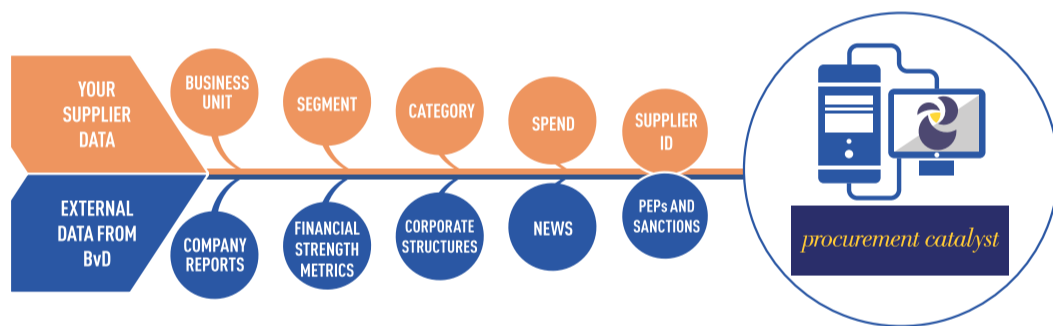 YOUR
SUPPLIER
DATA
BUSINESS
UNIT
SEGMENT
CATEGORY
SPEND
SUPPLIER
ID
EXTERNAL
DATA FROM
BvD
COMPANY
REPORTS
FINANCIAL
STRENGTH
METRICS
CORPORATE
STRUCTURES
NEWS
PEPs AND
SANCTIONS
procurement catalyst